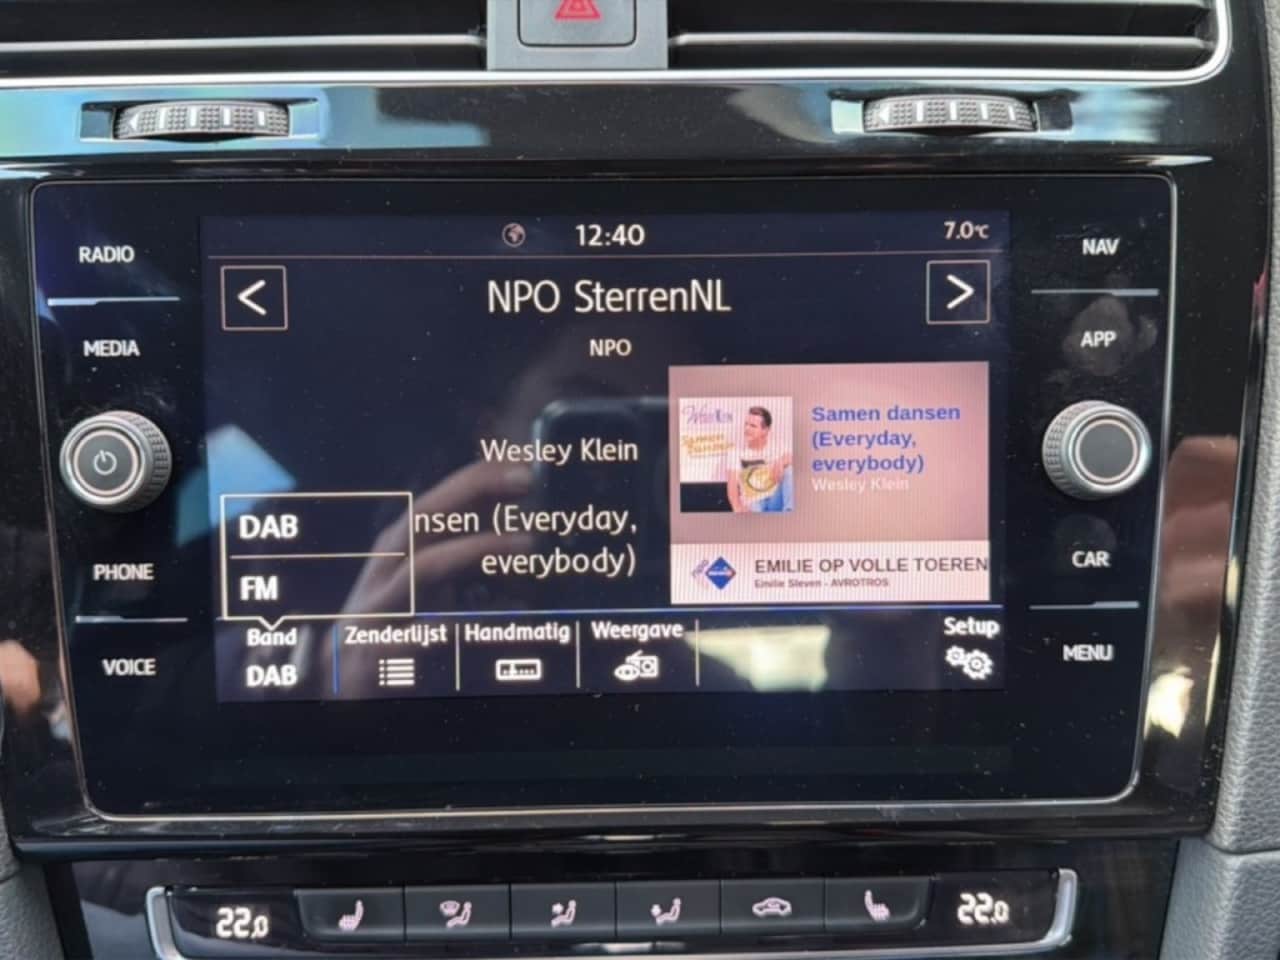 RADIO
MEDIA
PHONE
VOICE
12:40
7.0°C
<
NPO SterrenNL
>
NPO
Wesley Klein
nsen (Everyday,
everybody)
Samen dansen
(Everyday,
everybody)
Wesley Klein
EMILIE OP VOLLE TOEREN
Emilie Sleven - AVROTROS
DAB
FM
Band
DAB
Zenderlijst
Handmatig
Weergave
Setup
NAV
APP
CAR
MENU
22.0
22.0